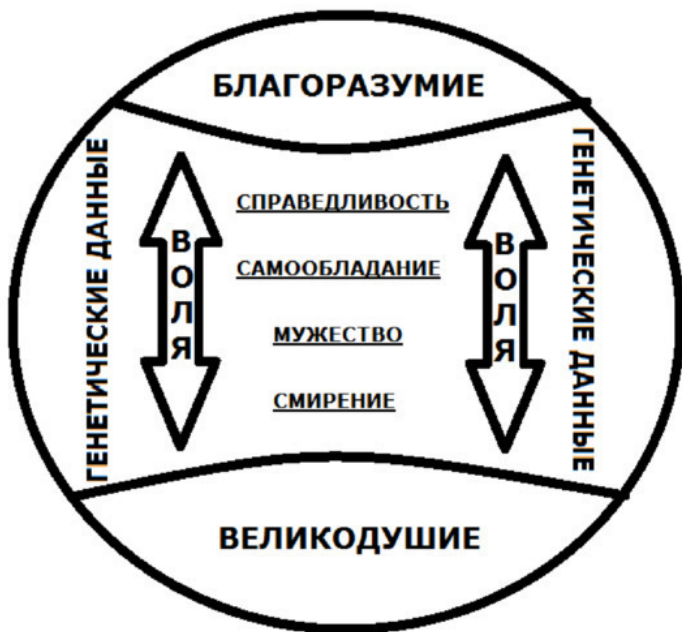 БЛАГОРАЗУМИЕ
ГЕНЕТИЧЕСКИЕ ДАННЫЕ
ВОЛЯ
СПРАВЕДЛИВОСТЬ
САМООБЛАДАНИЕ
МУЖЕСТВО
СМИРЕНИЕ
ВОЛЯ
ГЕНЕТИЧЕСКИЕ ДАННЫЕ
ВЕЛИКОДУШИЕ